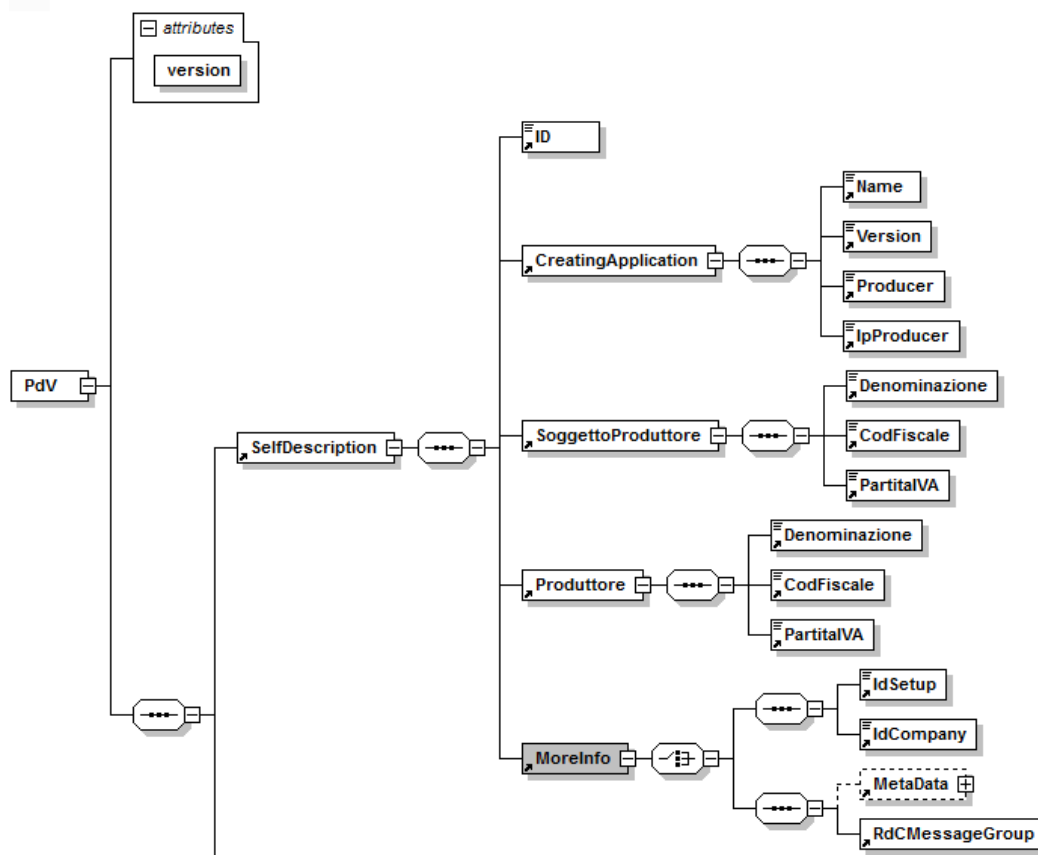 attributes
version
ID
Name
CreatingApplication
Version
Producer
IpProducer
PdV
SelfDescription
SoggettoProduttore
Denominazione
CodFiscale
PartitaIVA
Produttore
Denominazione
CodFiscale
PartitaIVA
MoreInfo
IdSetup
IdCompany
MetaData
RdCMessageGroup